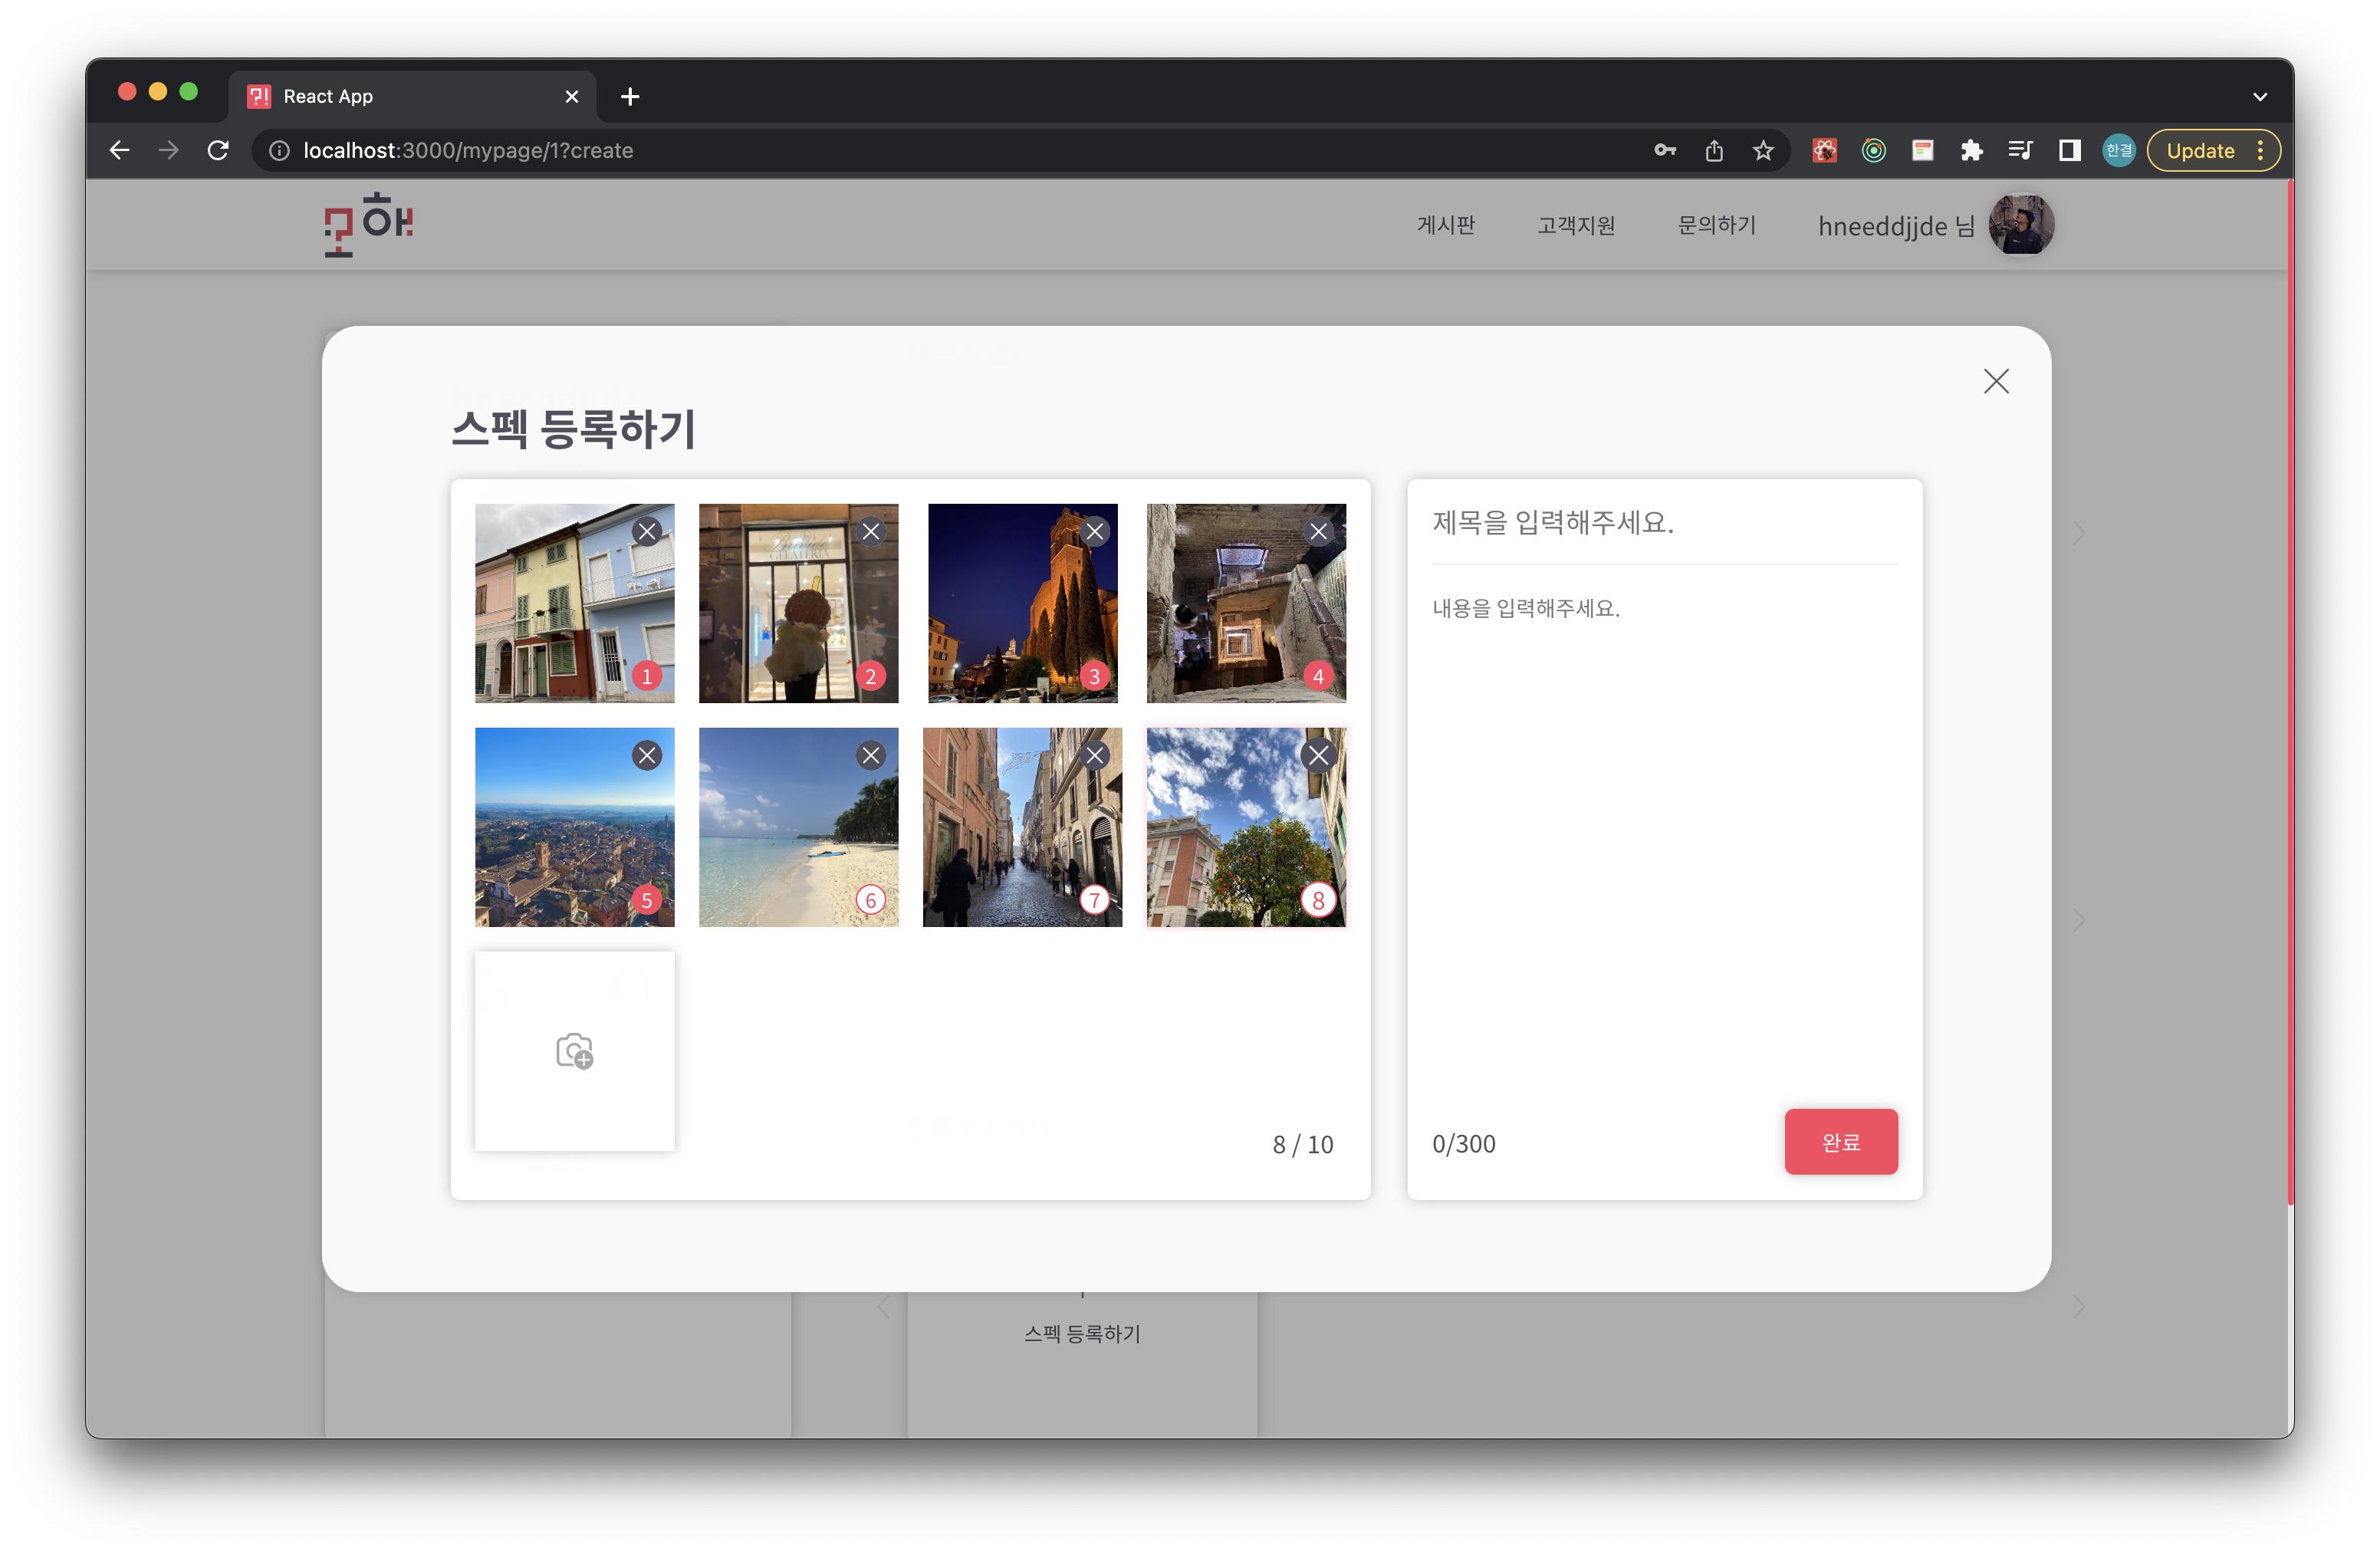 React App
localhost:3000/mypage/1?create
한결
Update
모해
게시판
고객지원
문의하기
hneeddjjde 님
스펙 등록하기
GELATERIA
1
2
3
4
5
6
7
8
8 / 10
제목을 입력해주세요.
내용을 입력해주세요.
0/300
완료
스펙 등록하기